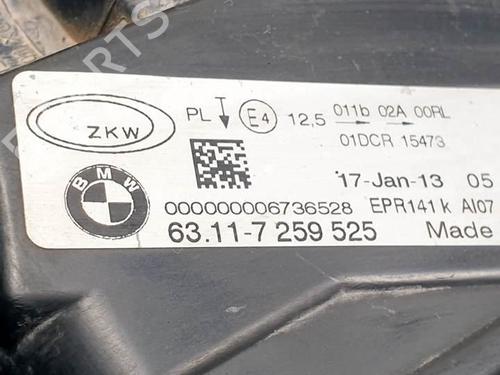 PARTS
ZKW
PL E4 12,5 011b 02A 00RL
01DCR 15473
BMW
17-Jan-13 05
000000006736528 EPR141 k AI07
63.11-7 259 525 Made